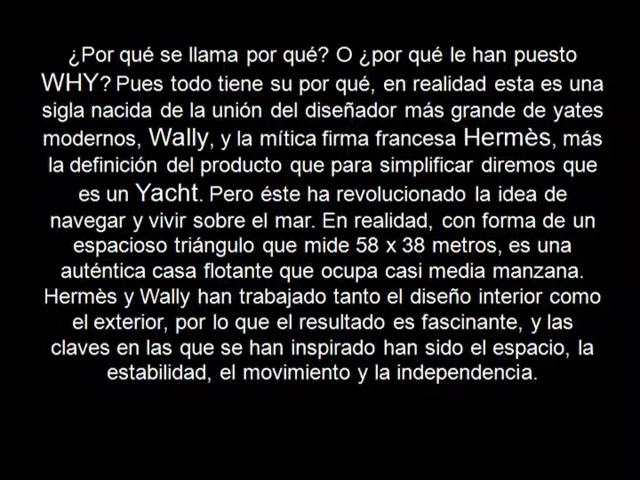 ¿Por qué se llama por qué? O ¿por qué le han puesto
WHY? Pues todo tiene su por qué, en realidad esta es una
sigla nacida de la unión del diseñador más grande de yates
modernos, Wally, y la mítica firma francesa Hermès, más
la definición del producto que para simplificar diremos que
es un Yacht. Pero éste ha revolucionado la idea de
navegar y vivir sobre el mar. En realidad, con forma de un
espacioso triángulo que mide 58 x 38 metros, es una
auténtica casa flotante que ocupa casi media manzana.
Hermès y Wally han trabajado tanto el diseño interior como
el exterior, por lo que el resultado es fascinante, y las
claves en las que se han inspirado han sido el espacio, la
estabilidad, el movimiento y la independencia.